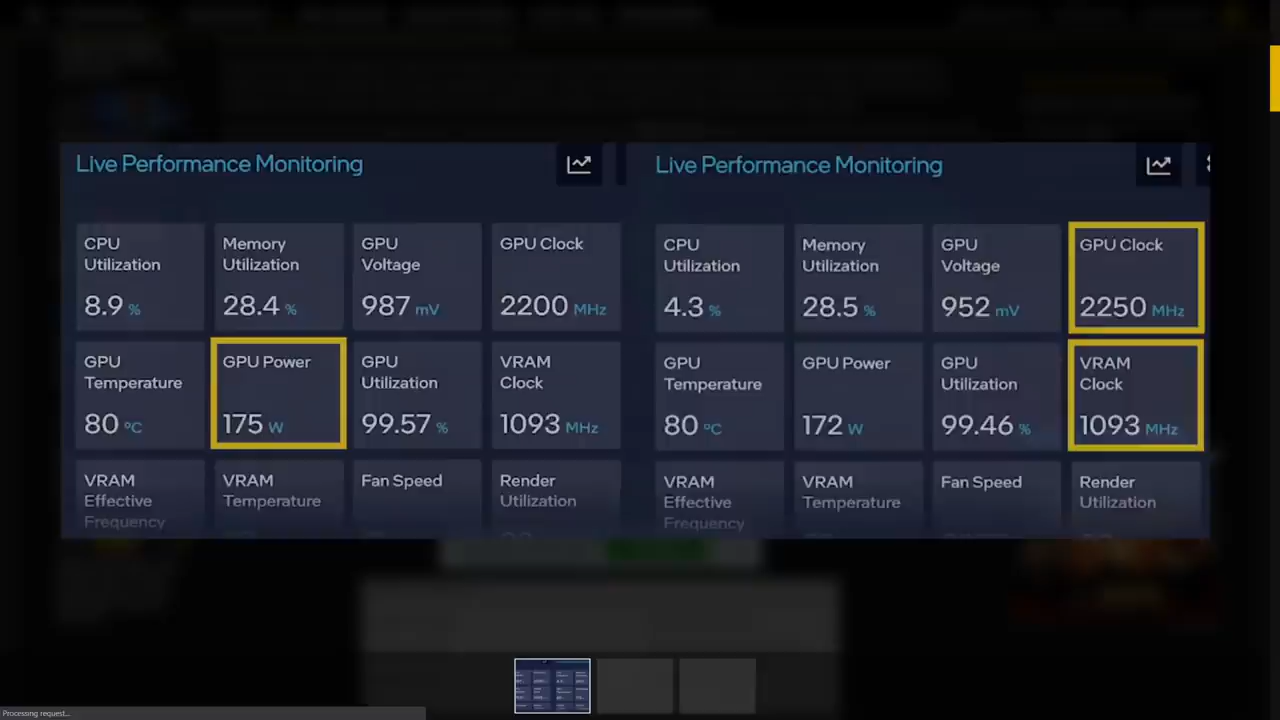 Live Performance Monitoring
CPU
Utilization
8.9 %
Memory
Utilization
28.4 %
GPU
Voltage
987 mV
GPU Clock
2200 MHz
GPU
Temperature
80 °C
GPU Power
175 W
GPU
Utilization
99.57 %
VRAM
Clock
1093 MHz
VRAM
Effective
Frequency
VRAM
Temperature
Fan Speed
Render
Utilization
Live Performance Monitoring
CPU
Utilization
4.3 %
Memory
Utilization
28.5 %
GPU
Voltage
952 mV
GPU Clock
2250 MHz
GPU
Temperature
80 °C
GPU Power
172 W
GPU
Utilization
99.46 %
VRAM
Clock
1093 MHz
VRAM
Effective
Frequency
VRAM
Temperature
Fan Speed
Render
Utilization
Processing request...